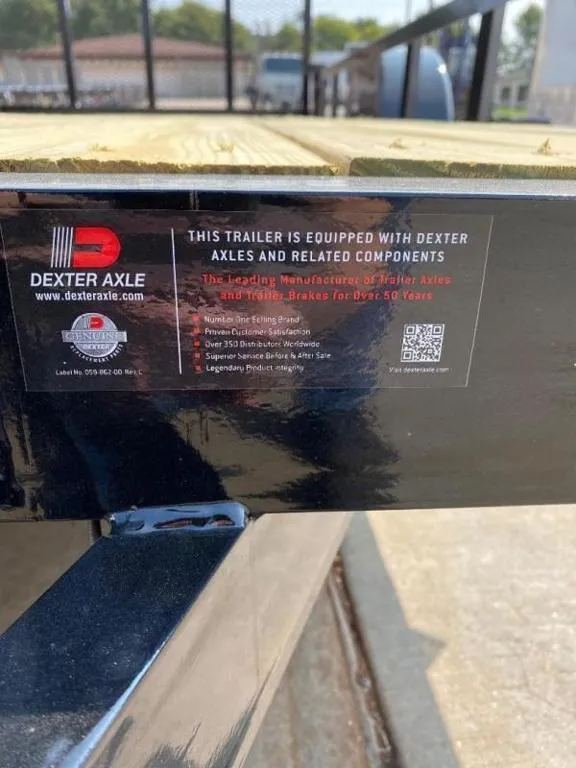 DEXTER AXLE
www.dexteraxle.com
GENUINE
DEXTER
REPLACEMENT PARTS
Label No. 059-862-00 Rev. C
THIS TRAILER IS EQUIPPED WITH DEXTER
AXLES AND RELATED COMPONENTS
The Leading Manufacturer of Trailer Axles
and Trailer Brakes for Over 50 Years
Number One Selling Brand
Proven Customer Satisfaction
Over 350 Distributors Worldwide
Superior Service Before & After Sale
Legendary Product Integrity
Visit dexteraxle.com